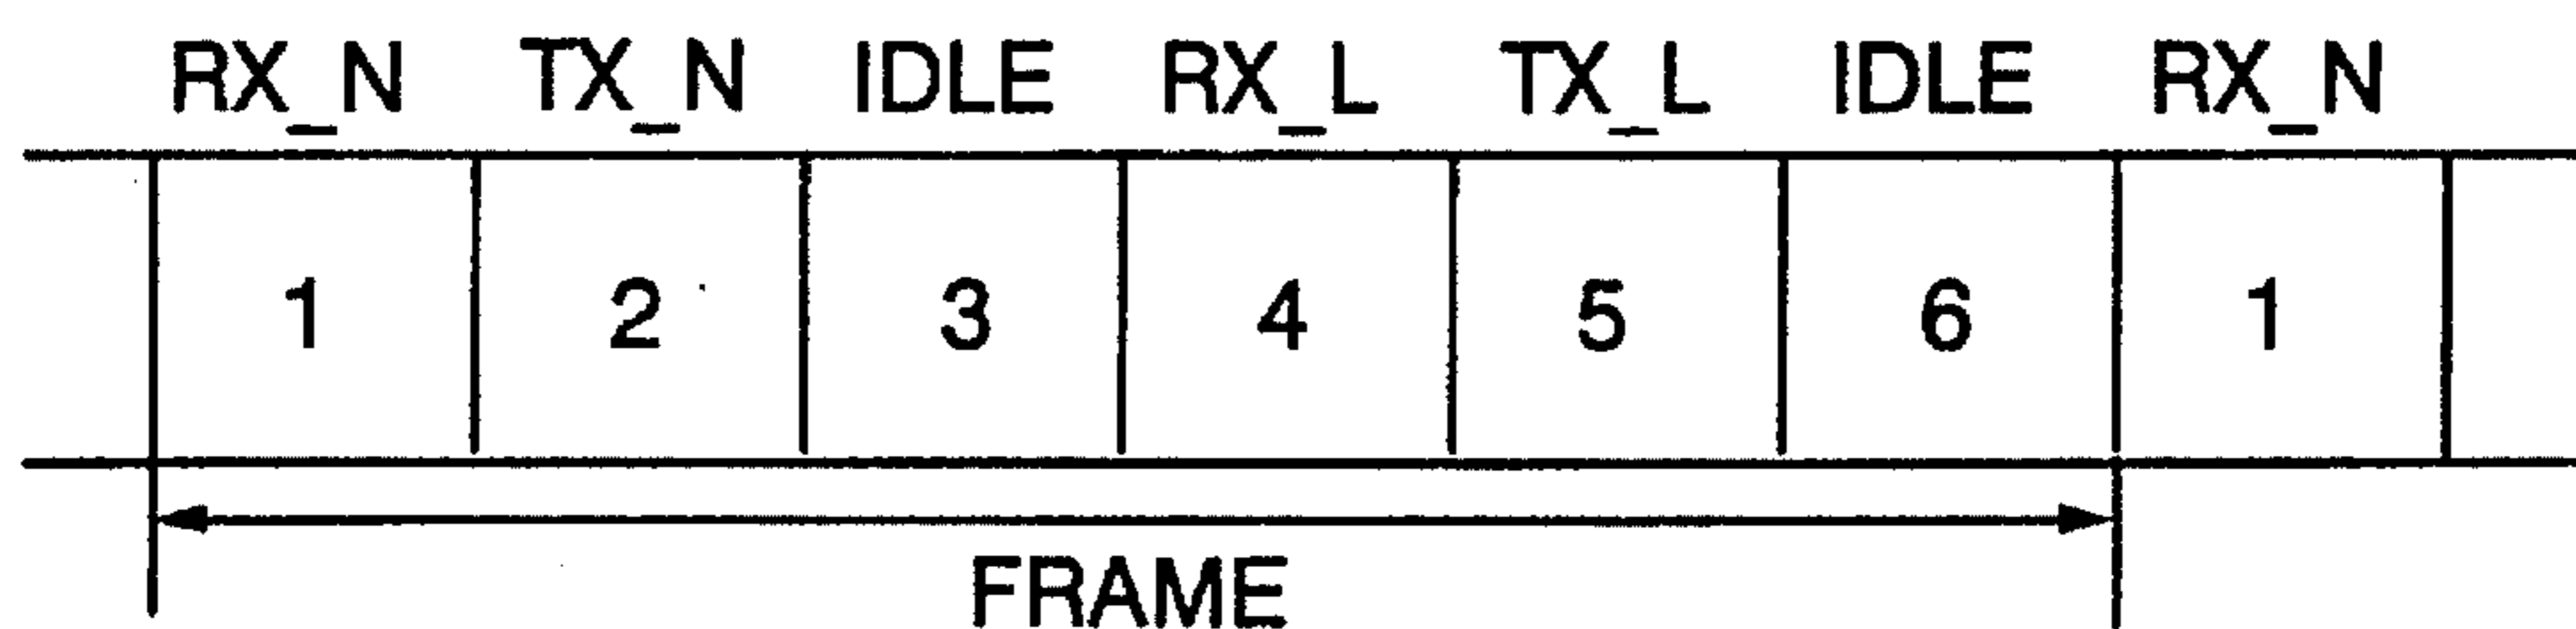 RX_N TX_N IDLE RX_L TX_L IDLE RX_N
1 2 3 4 5 6 1
FRAME